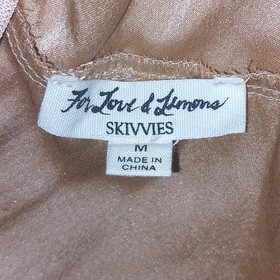 For Love & Lemons
SKIVVIES
M
MADE IN
CHINA